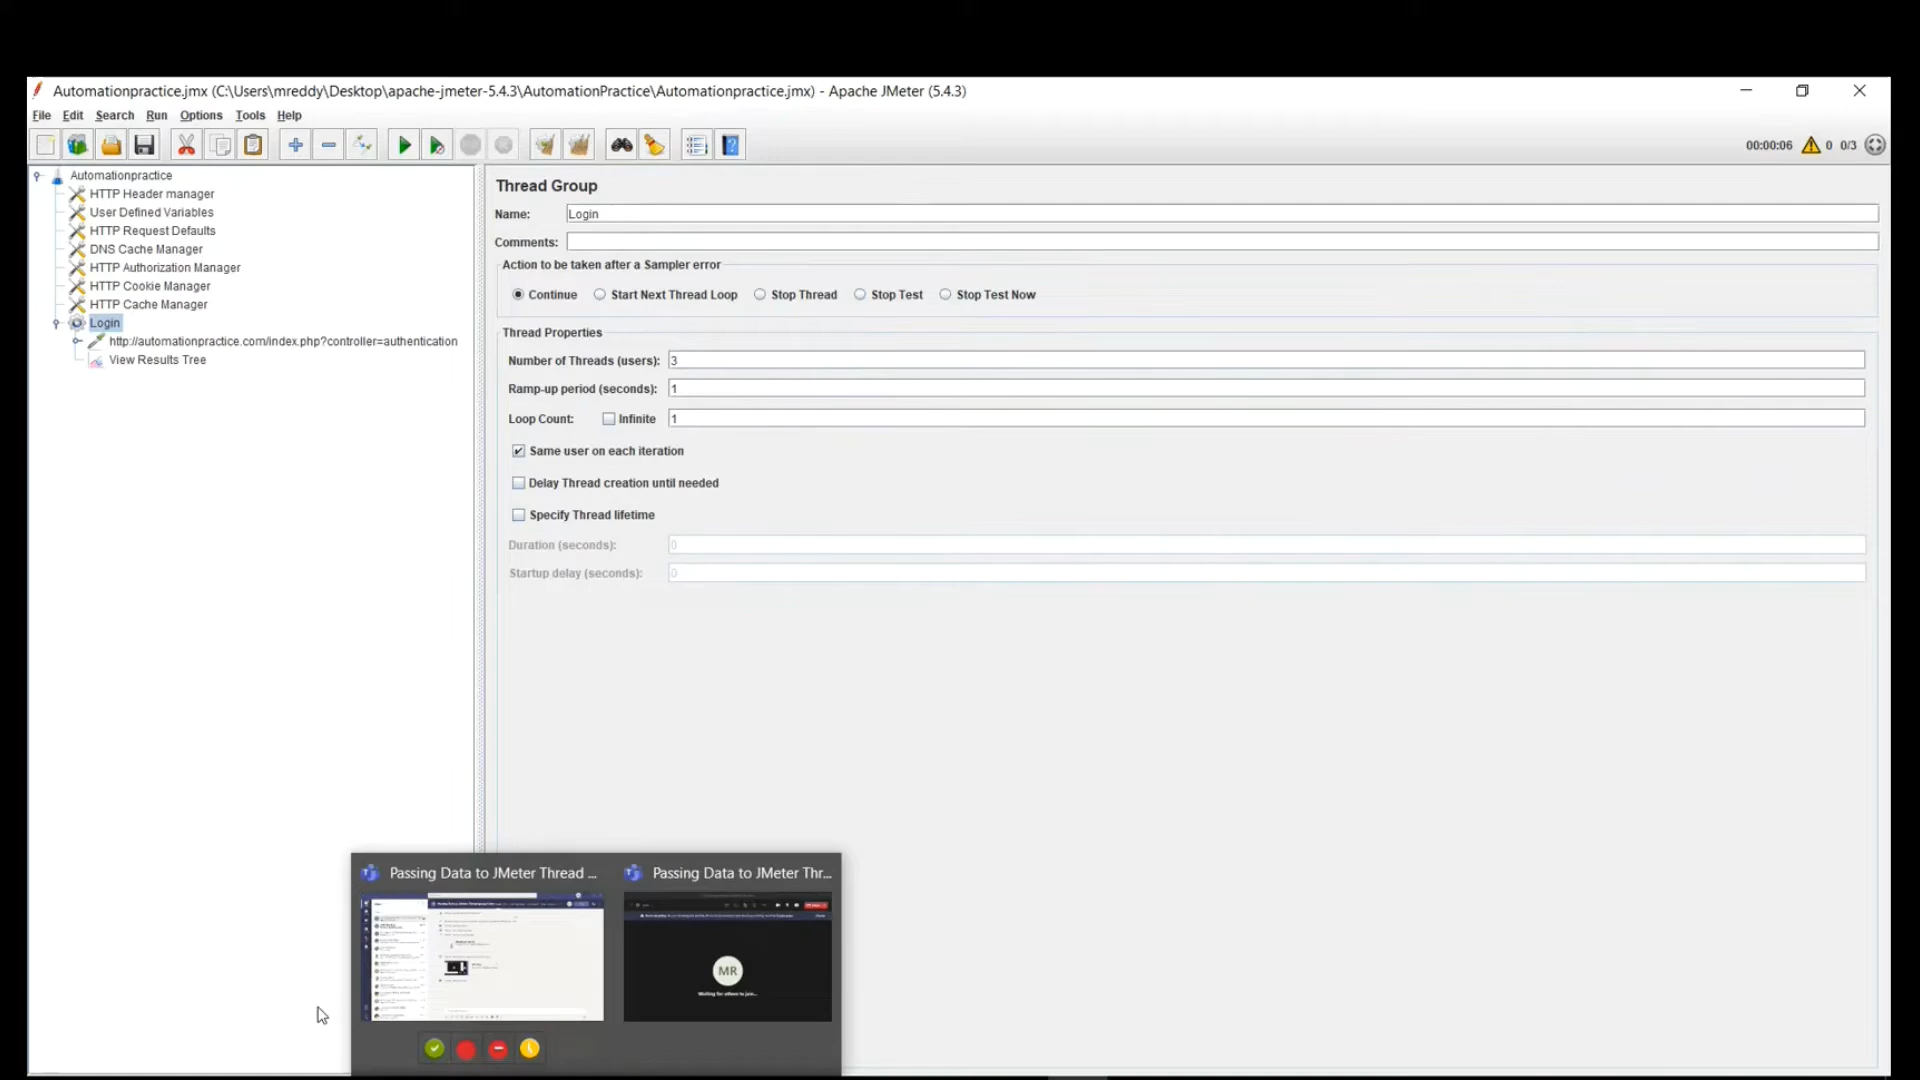 Automationpractice.jmx (C:\Users\mreddy\Desktop\apache-jmeter-5.4.3\AutomationPractice\Automationpractice.jmx) - Apache JMeter (5.4.3)
File Edit Search Run Options Tools Help
00:00:06 0 0/3
Automationpractice
HTTP Header manager
User Defined Variables
HTTP Request Defaults
DNS Cache Manager
HTTP Authorization Manager
HTTP Cookie Manager
HTTP Cache Manager
Login
http://automationpractice.com/index.php?controller=authentication
View Results Tree
Thread Group
Name: Login
Comments:
Action to be taken after a Sampler error
Continue Start Next Thread Loop Stop Thread Stop Test Stop Test Now
Thread Properties
Number of Threads (users): 3
Ramp-up period (seconds): 1
Loop Count: Infinite 1
Same user on each iteration
Delay Thread creation until needed
Specify Thread lifetime
Duration (seconds): 0
Startup delay (seconds): 0
Passing Data to JMeter Thread ...
Passing Data to JMeter Thr...
MR
Waiting for others to join...